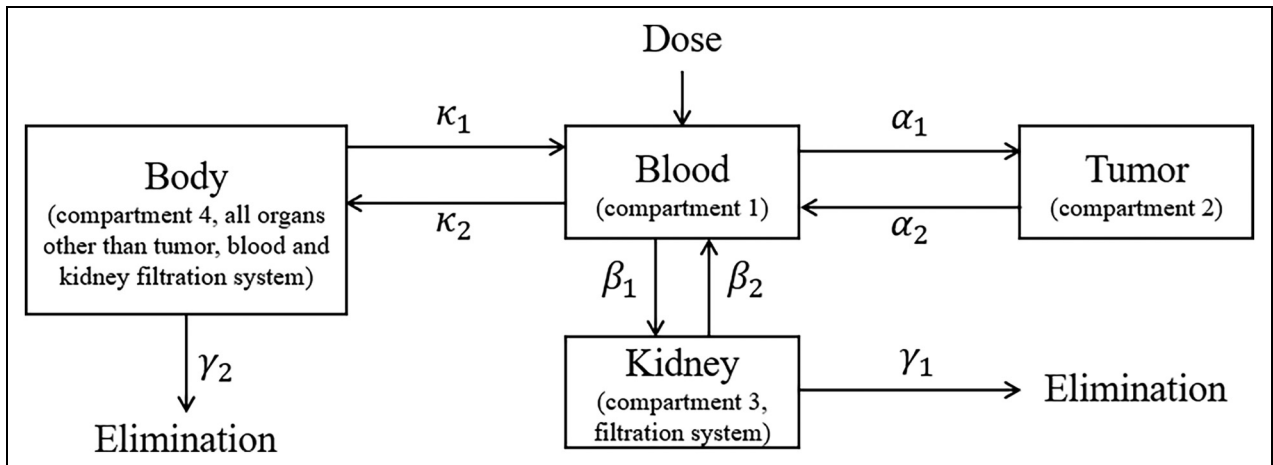 Dose
κ₁
α₁
Body
(compartment 4, all organs
other than tumor, blood and
kidney filtration system)
Blood
(compartment 1)
Tumor
(compartment 2)
κ₂
α₂
β₁
β₂
γ₂
Kidney
(compartment 3,
filtration system)
γ₁
Elimination
Elimination